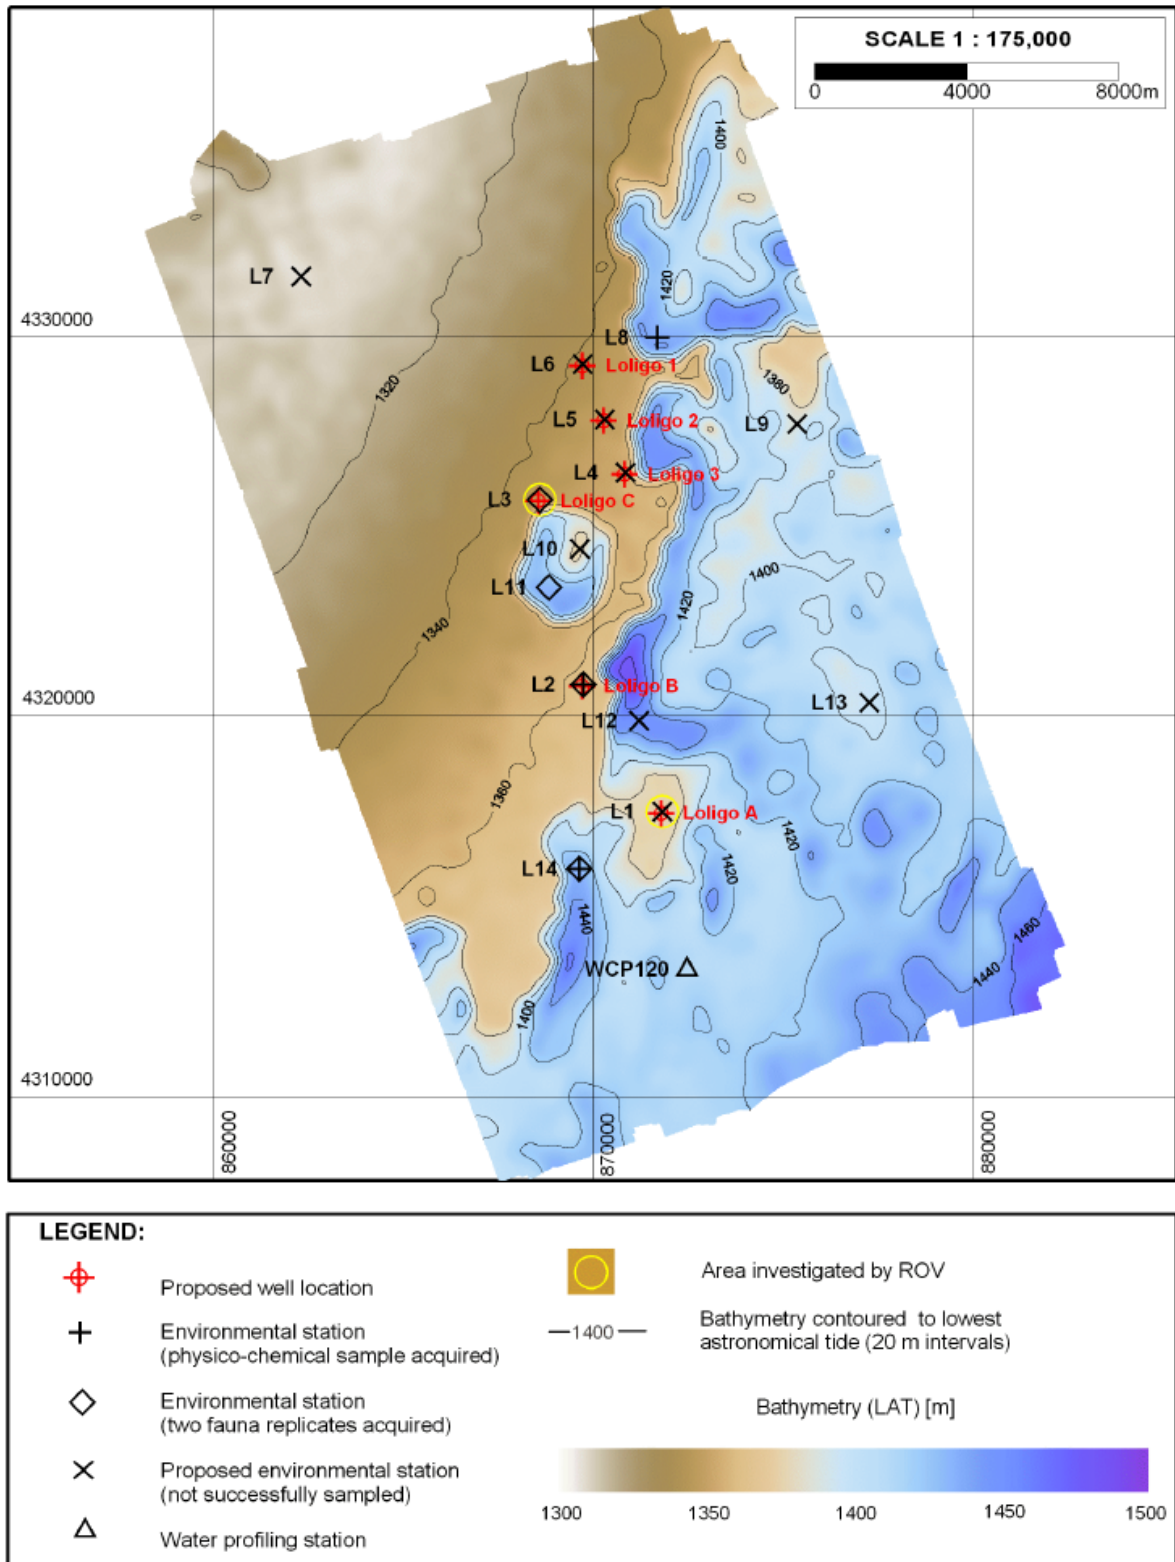 SCALE 1 : 175,000
0 4000 8000m
1400
1420
L7
4330000
L8
L6 Loligo 1
1320
1380
L5 Loligo 2
L9
L4 Loligo 3
L3 Loligo C
L10
1400
L11
1420
1340
L2 Loligo B
4320000
L12
L13
1360
L1 Loligo A
1420
L14
1420
1440
1460
WCP120
1440
1400
4310000
860000
870000
880000
LEGEND:
Proposed well location
Environmental station
(physico-chemical sample acquired)
Environmental station
(two fauna replicates acquired)
Proposed environmental station
(not successfully sampled)
Water profiling station
Area investigated by ROV
1400
Bathymetry contoured to lowest
astronomical tide (20 m intervals)
Bathymetry (LAT) [m]
1300 1350 1400 1450 1500